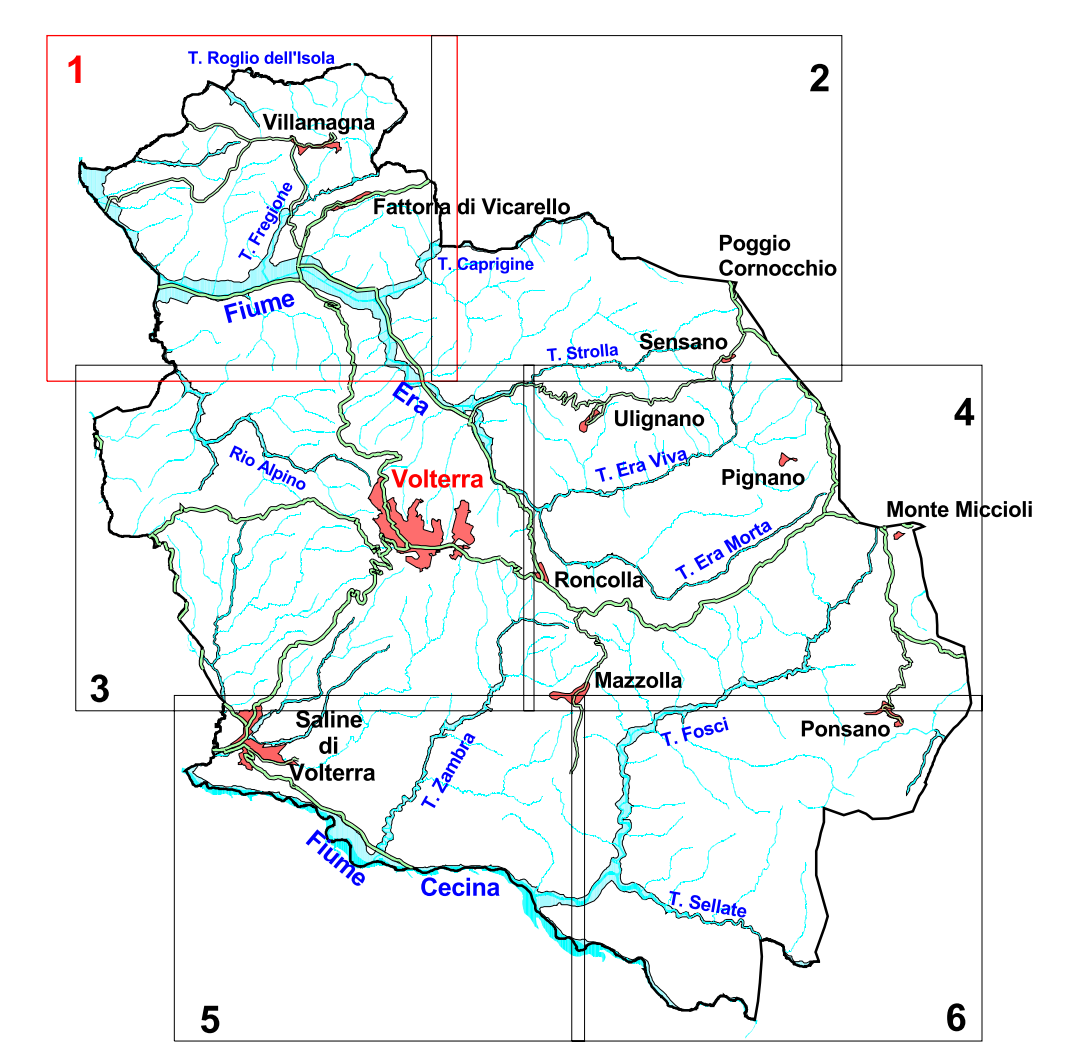 T. Roglio dell'Isola
1
2
Villamagna
T. Fregione
Fattoria di Vicarello
Poggio
Cornocchio
T. Caprigine
Fiume
Sensano
T. Strolla
Era
Ulignano
4
Rio Alpino
Volterra
T. Era Viva
Pignano
Monte Miccioli
T. Era Morta
Roncolla
3
Mazzolla
Saline
di
Volterra
T. Zambra
T. Fosci
Ponsano
Fiume
Cecina
T. Sellate
5
6